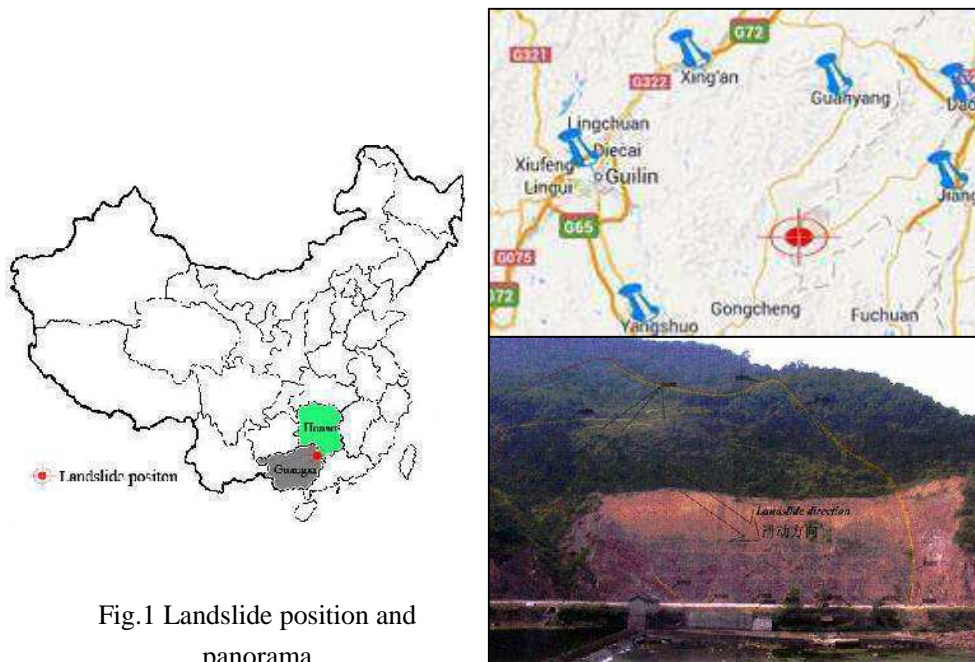 Hunan
Guangxi
Landslide positon
Fig.1 Landslide position and
panorama
G72
G321
Xing'an
G322
Guanyang
Lingchuan
Diecai
Xiufeng
Guilin
Lingui
Jiang
G65
G075
G72
Gongcheng
Fuchuan
Yangshuo
Landslide direction
滑动方向